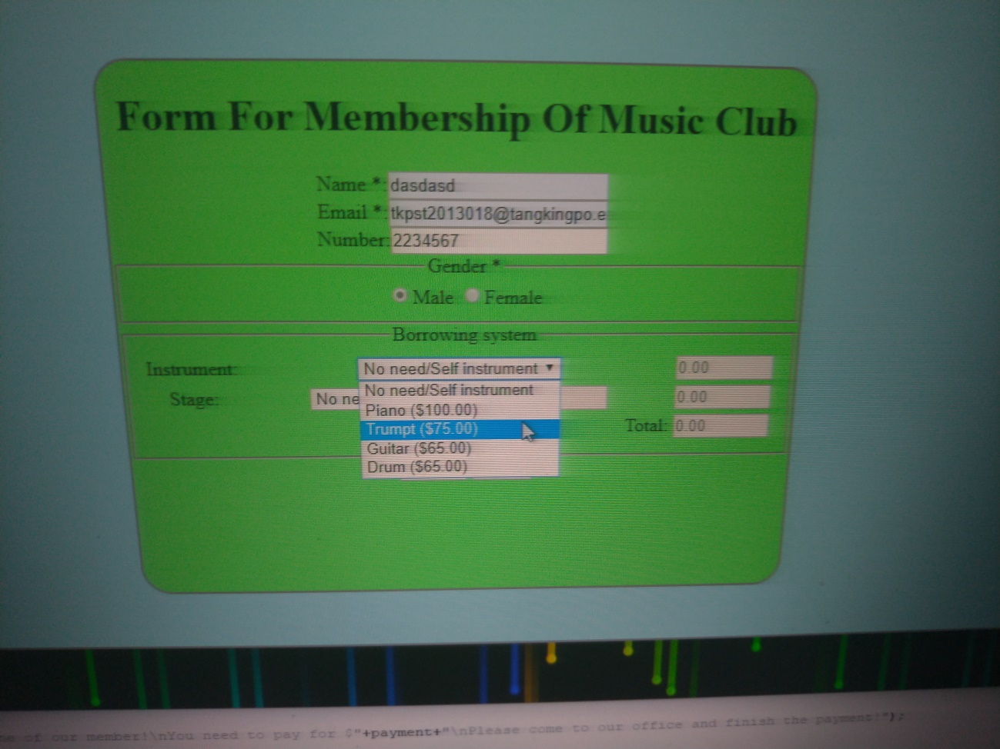 Form For Membership Of Music Club
Name *: dasdasd
Email *: tkpst2013018@tangkingpo.e
Number: 2234567
Gender *
Male Female
Borrowing system
Instrument: No need/Self instrument ▼ 0.00
No need/Self instrument
Stage: No ne 0.00
Piano ($100.00)
Trumpt ($75.00) Total: 0.00
Guitar ($65.00)
Drum ($65.00)
ne of our member!\nYou need to pay for $"+payment+"\nPlease come to our office and finish the payment!");